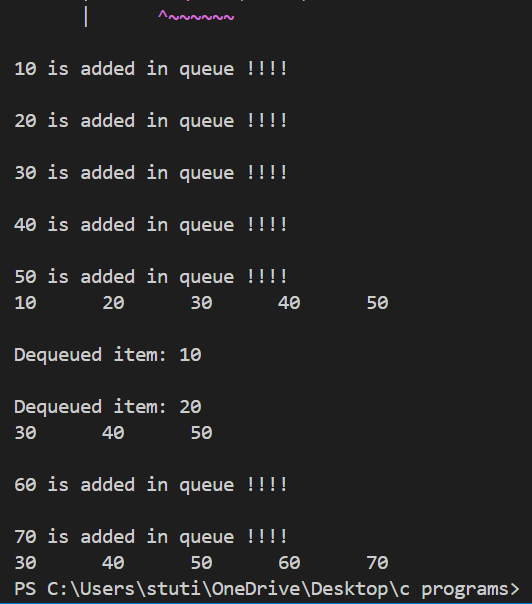 | ^~~~~~~
10 is added in queue !!!!
20 is added in queue !!!!
30 is added in queue !!!!
40 is added in queue !!!!
50 is added in queue !!!!
10 20 30 40 50
Dequeued item: 10
Dequeued item: 20
30 40 50
60 is added in queue !!!!
70 is added in queue !!!!
30 40 50 60 70
PS C:\Users\stuti\OneDrive\Desktop\c programs>